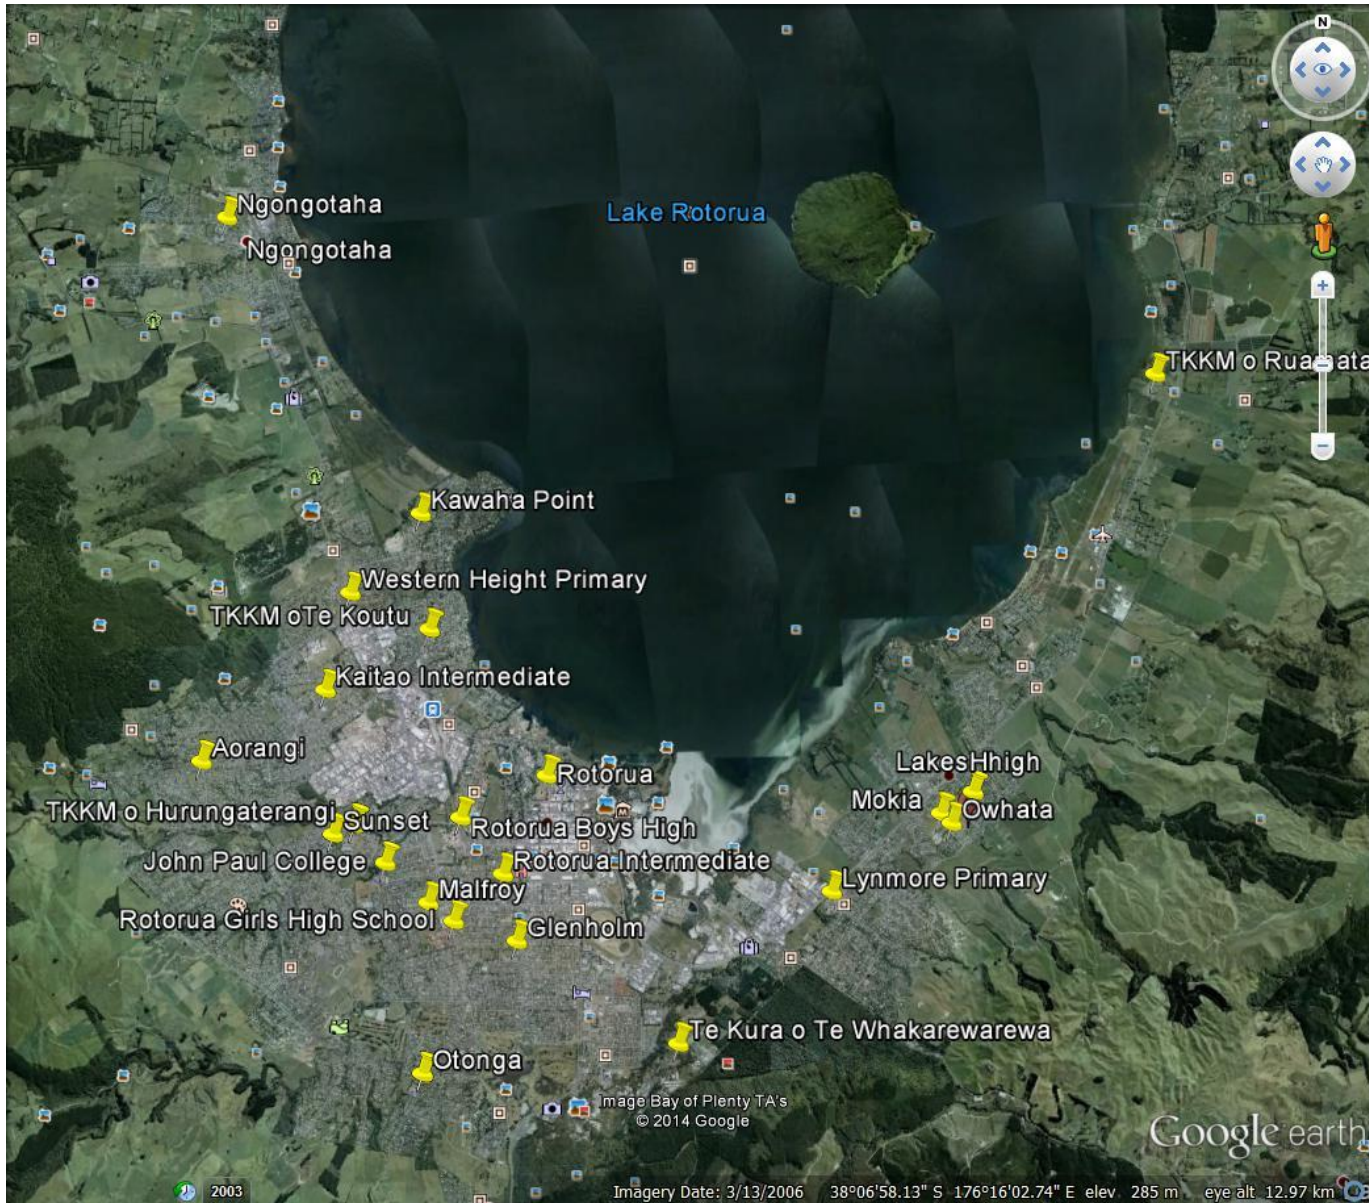 N
Ngongotaha
Lake Rotorua
Ngongotaha
TKKM o Ruamata
Kawaha Point
Western Height Primary
TKKM oTe Koutu
Kaitao Intermediate
Aorangi
LakesHhigh
Rotorua
Mokia
Owhata
TKKM o Hurungaterangi
Sunset
Rotorua Boys High
John Paul College
Rotorua Intermediate
Lynmore Primary
Malfroy
Rotorua Girls High School
Glenholm
Te Kura o Te Whakarewarewa
Otonga
Image Bay of Plenty TA's
© 2014 Google
Google earth
2003
Imagery Date: 3/13/2006 38°06'58.13" S 176°16'02.74" E elev 285 m eye alt 12.97 km